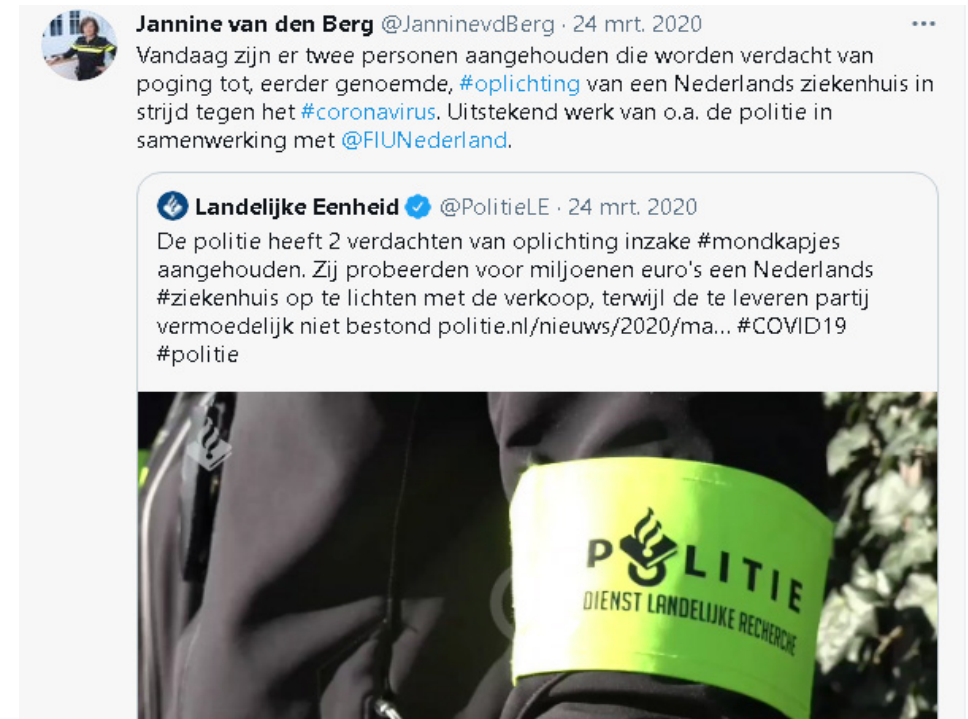 Jannine van den Berg @JanninevdBerg · 24 mrt. 2020
Vandaag zijn er twee personen aangehouden die worden verdacht van
poging tot, eerder genoemde, #oplichting van een Nederlands ziekenhuis in
strijd tegen het #coronavirus. Uitstekend werk van o.a. de politie in
samenwerking met @FIUNederland.
Landelijke Eenheid @PolitieLE · 24 mrt. 2020
De politie heeft 2 verdachten van oplichting inzake #mondkapjes
aangehouden. Zij probeerden voor miljoenen euro's een Nederlands
#ziekenhuis op te lichten met de verkoop, terwijl de te leveren partij
vermoedelijk niet bestond politie.nl/nieuws/2020/ma... #COVID19
#politie
POLITIE
DIENST LANDELIJKE RECHERCHE